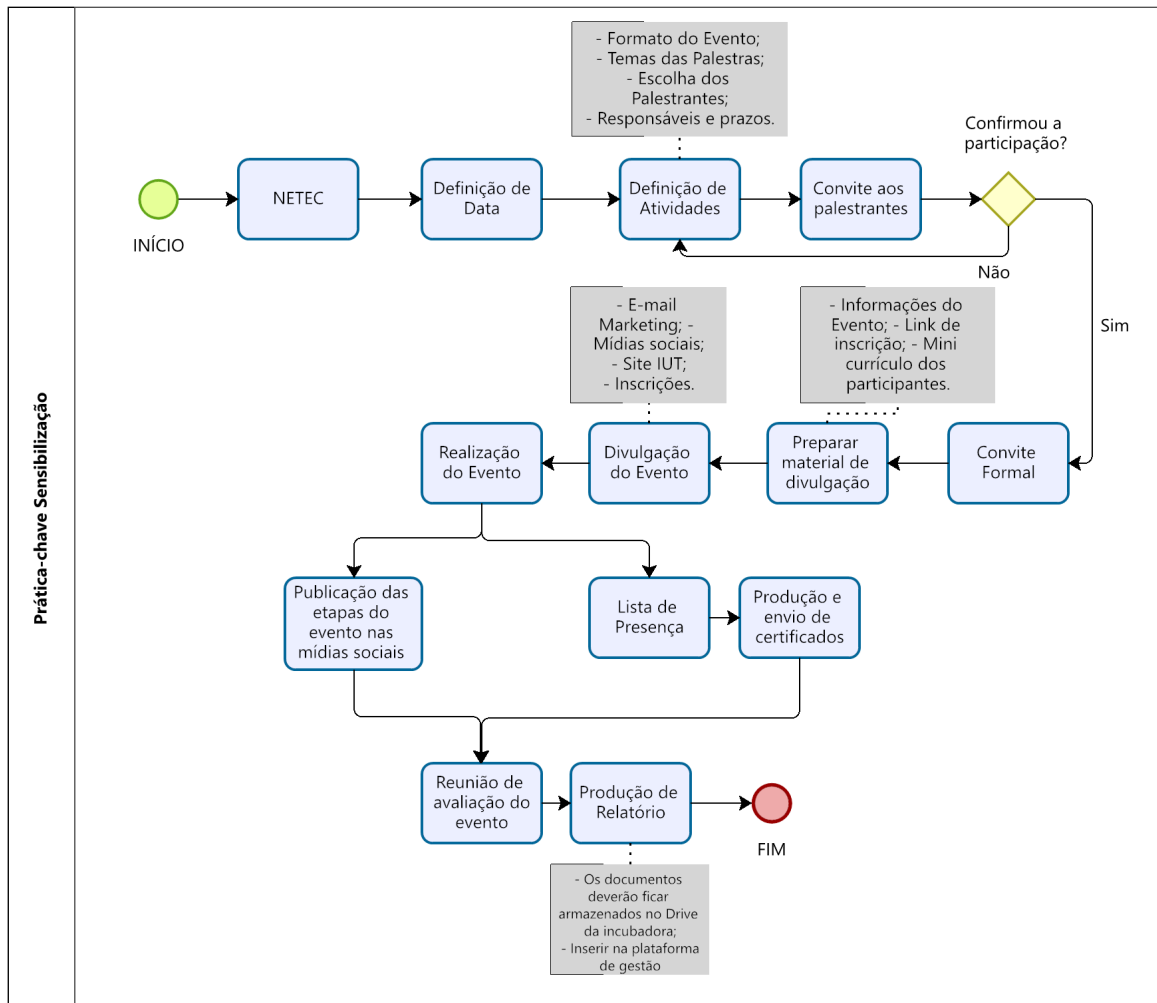 Prática-chave Sensibilização
- Formato do Evento;
- Temas das Palestras;
- Escolha dos
Palestrantes;
- Responsáveis e prazos.
Confirmou a
participação?
INÍCIO
NETEC
Definição de
Data
Definição de
Atividades
Convite aos
palestrantes
Não
Sim
- E-mail
Marketing; -
Mídias sociais;
- Site IUT;
- Inscrições.
- Informações do
Evento; - Link de
inscrição; - Mini
currículo dos
participantes.
Convite
Formal
Preparar
material de
divulgação
Divulgação
do Evento
Realização
do Evento
Publicação das
etapas do
evento nas
mídias sociais
Lista de
Presença
Produção e
envio de
certificados
Reunião de
avaliação do
evento
Produção de
Relatório
FIM
- Os documentos
deverão ficar
armazenados no Drive
da incubadora;
- Inserir na plataforma
de gestão